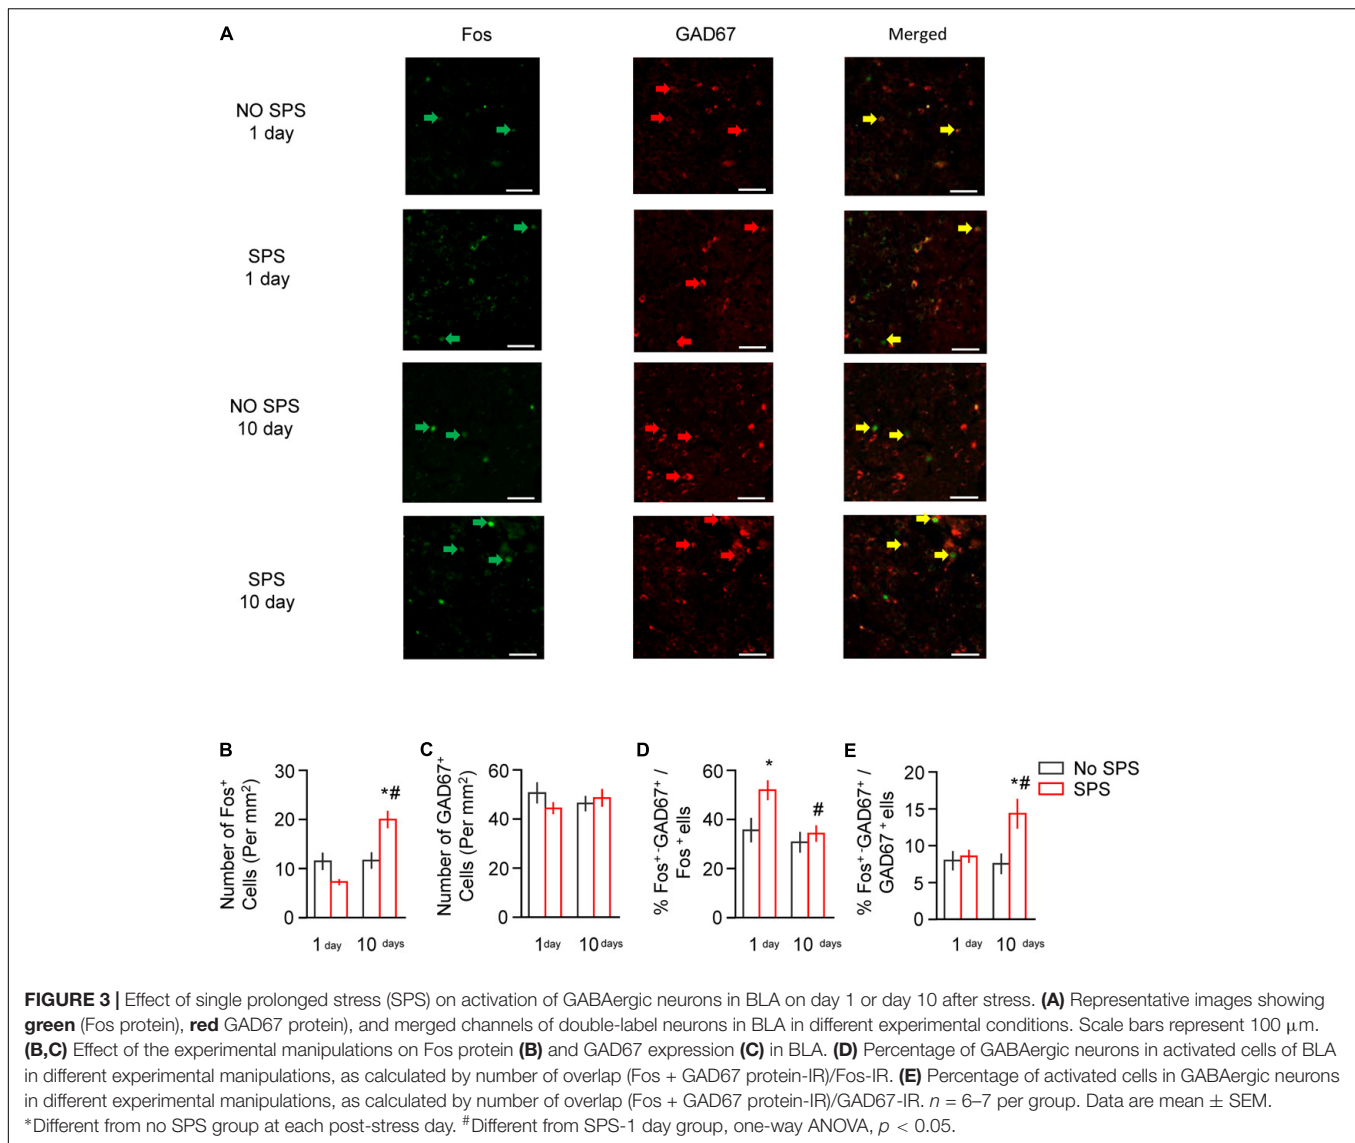 A
Fos
GAD67
Merged
NO SPS
1 day
SPS
1 day
NO SPS
10 day
SPS
10 day
B
Number of Fos⁺
Cells (Per mm²)
30
20
10
0
1 day
10 days
C
Number of GAD67⁺
Cells (Per mm²)
60
40
20
0
1 day
10 days
D
% Fos⁺-GAD67⁺ /
Fos⁺ ells
60
40
20
0
*
#
1 day
10 days
E
% Fos⁺-GAD67⁺ /
GAD67⁺ ells
20
15
10
5
0
*#
1 day
10 days
*#
No SPS
SPS
FIGURE 3 | Effect of single prolonged stress (SPS) on activation of GABAergic neurons in BLA on day 1 or day 10 after stress. (A) Representative images showing
green (Fos protein), red GAD67 protein), and merged channels of double-label neurons in BLA in different experimental conditions. Scale bars represent 100 μm.
(B,C) Effect of the experimental manipulations on Fos protein (B) and GAD67 expression (C) in BLA. (D) Percentage of GABAergic neurons in activated cells of BLA
in different experimental manipulations, as calculated by number of overlap (Fos + GAD67 protein-IR)/Fos-IR. (E) Percentage of activated cells in GABAergic neurons
in different experimental manipulations, as calculated by number of overlap (Fos + GAD67 protein-IR)/GAD67-IR. n = 6–7 per group. Data are mean ± SEM.
*Different from no SPS group at each post-stress day. #Different from SPS-1 day group, one-way ANOVA, p < 0.05.